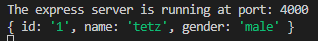 The express server is running at port: 4000
{ id: '1', name: 'tetz', gender: 'male' }